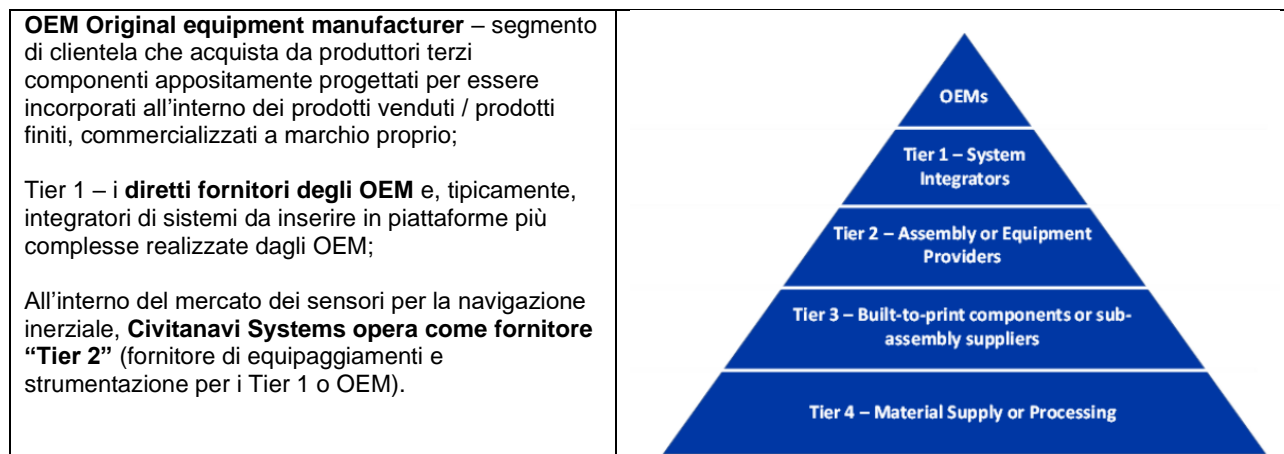 OEM Original equipment manufacturer – segmento
di clientela che acquista da produttori terzi
componenti appositamente progettati per essere
incorporati all’interno dei prodotti venduti / prodotti
finiti, commercializzati a marchio proprio;
Tier 1 – i diretti fornitori degli OEM e, tipicamente,
integratori di sistemi da inserire in piattaforme più
complesse realizzate dagli OEM;
All’interno del mercato dei sensori per la navigazione
inerziale, Civitanavi Systems opera come fornitore
“Tier 2” (fornitore di equipaggiamenti e
strumentazione per i Tier 1 o OEM).
OEMs
Tier 1 – System
Integrators
Tier 2 – Assembly or Equipment
Providers
Tier 3 – Built-to-print components or sub-
assembly suppliers
Tier 4 – Material Supply or Processing